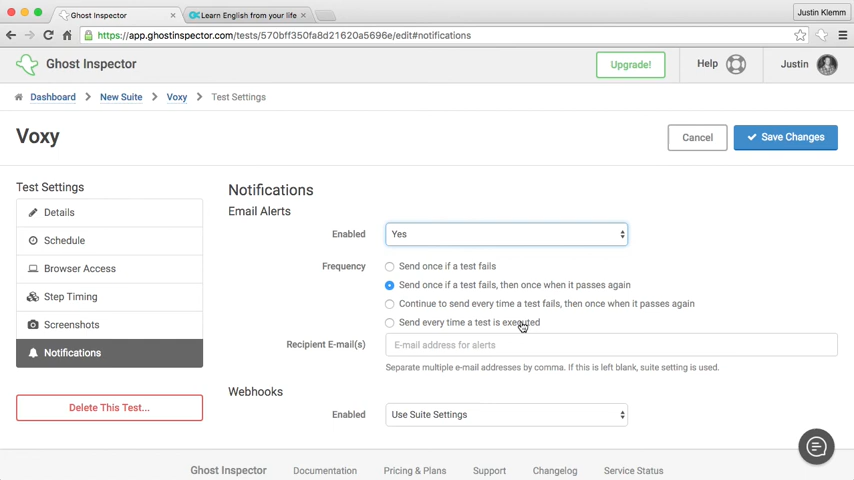 Ghost Inspector
Learn English from your life
Justin Klemm
https://app.ghostinspector.com/tests/570bff350fa8d21620a5696e/edit#notifications
Ghost Inspector
Upgrade!
Help
Justin
Dashboard > New Suite > Voxy > Test Settings
Voxy
Cancel
Save Changes
Test Settings
Details
Schedule
Browser Access
Step Timing
Screenshots
Notifications
Delete This Test...
Notifications
Email Alerts
Enabled
Yes
Frequency
Send once if a test fails
Send once if a test fails, then once when it passes again
Continue to send every time a test fails, then once when it passes again
Send every time a test is executed
Recipient E-mail(s)
E-mail address for alerts
Separate multiple e-mail addresses by comma. If this is left blank, suite setting is used.
Webhooks
Enabled
Use Suite Settings
Ghost Inspector
Documentation
Pricing & Plans
Support
Changelog
Service Status